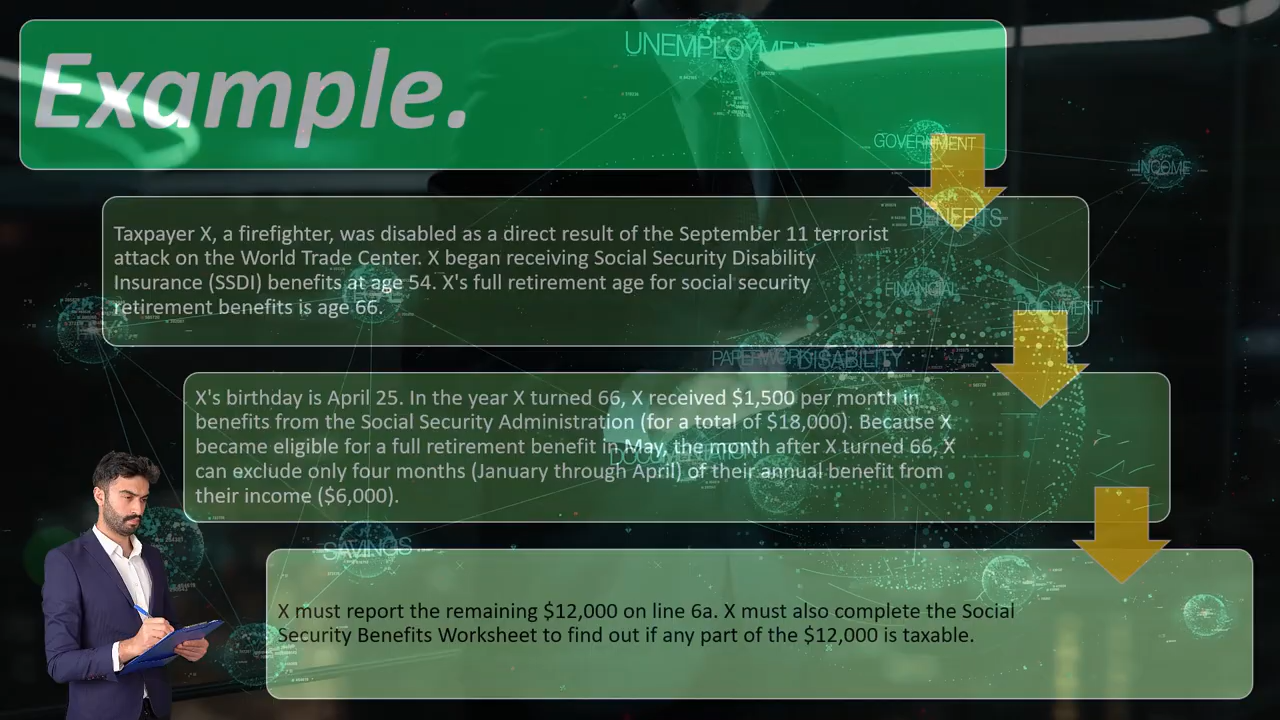 Example.
UNEMPLOYMENT
GOVERNMENT
INCOME
BENEFITS
Taxpayer X, a firefighter, was disabled as a direct result of the September 11 terrorist
attack on the World Trade Center. X began receiving Social Security Disability
Insurance (SSDI) benefits at age 54. X's full retirement age for social security
retirement benefits is age 66.
FINANCIAL
DOCUMENT
PAPERWORK
DISABILITY
X's birthday is April 25. In the year X turned 66, X received $1,500 per month in
benefits from the Social Security Administration (for a total of $18,000). Because X
became eligible for a full retirement benefit in May, the month after X turned 66, X
can exclude only four months (January through April) of their annual benefit from
their income ($6,000).
SAVINGS
X must report the remaining $12,000 on line 6a. X must also complete the Social
Security Benefits Worksheet to find out if any part of the $12,000 is taxable.